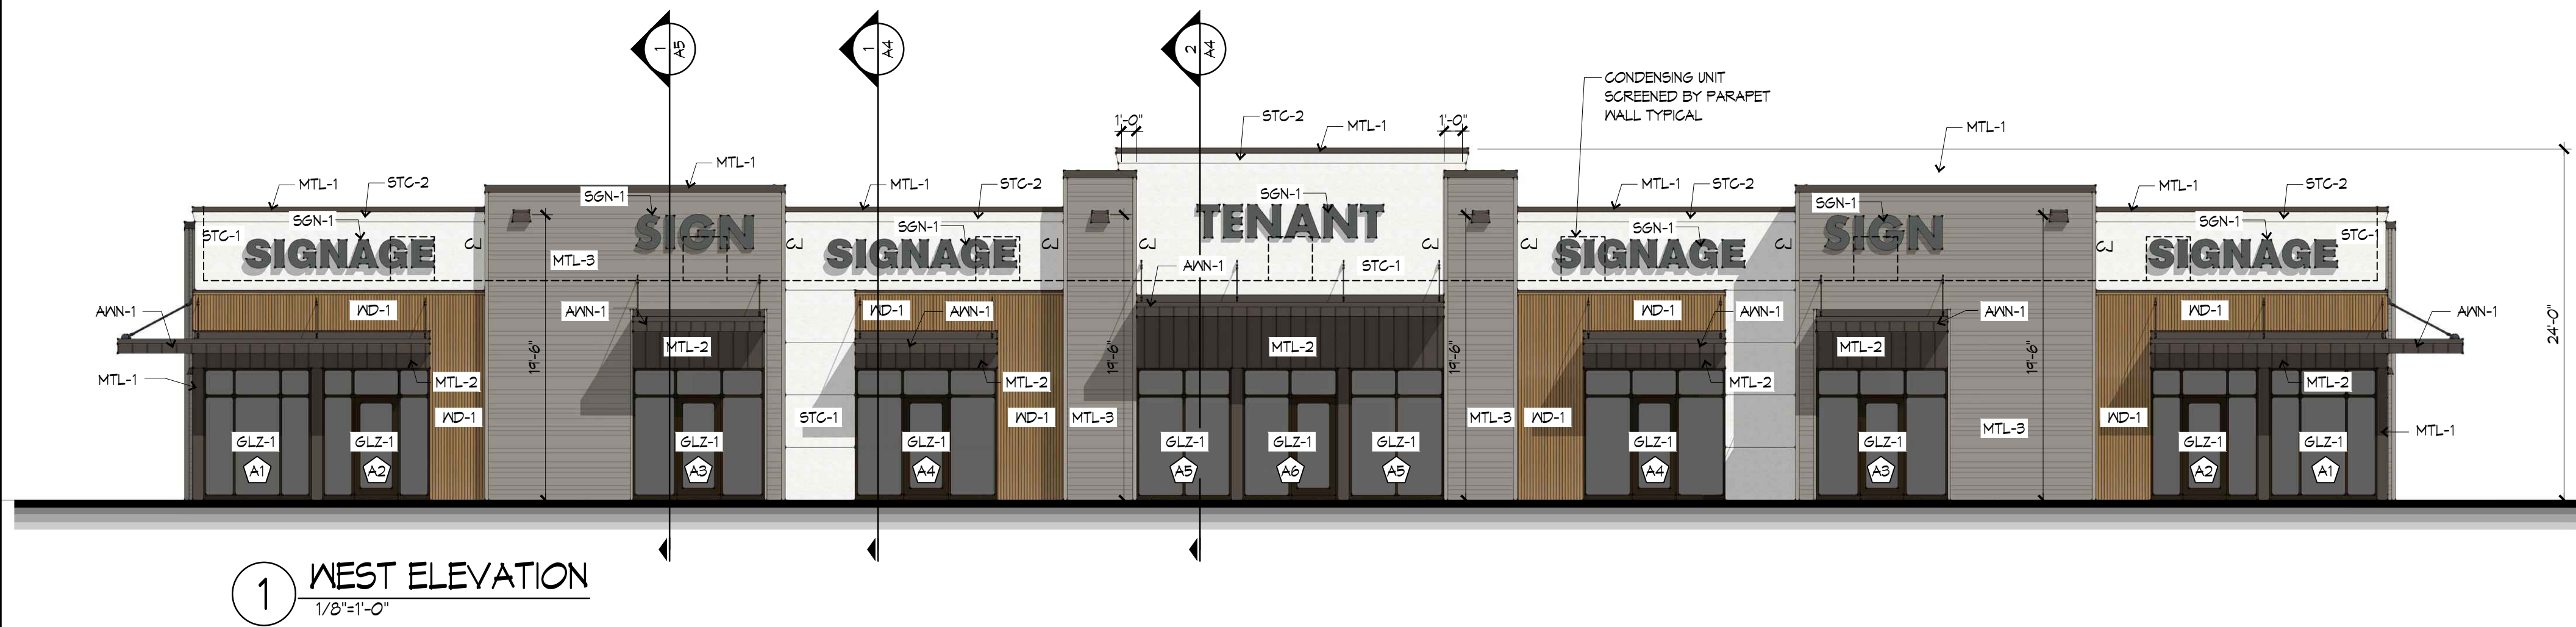 1
A5
1
A4
2
A4
CONDENSING UNIT
SCREENED BY PARAPET
WALL TYPICAL
1'-0"
STC-2
MTL-1
1'-0"
MTL-1
MTL-1
MTL-1
STC-2
SGN-1
SGN-1
MTL-1
STC-2
SGN-1
SGN-1
MTL-1
STC-2
SGN-1
SGN-1
MTL-1
STC-2
SGN-1
STC-1
SIGNAGE
CJ
SIGN
CJ
SIGNAGE
CJ
CJ
TENANT
CJ
CJ
SIGNAGE
CJ
SIGN
CJ
SIGNAGE
STC-1
MTL-3
AWN-1
STC-1
AWN-1
WD-1
AWN-1
WD-1
AWN-1
WD-1
AWN-1
AWN-1
WD-1
AWN-1
24'-0"
19'-6"
MTL-2
19'-6"
MTL-2
19'-6"
MTL-2
19'-6"
MTL-1
MTL-2
MTL-2
MTL-2
MTL-2
WD-1
STC-1
WD-1
MTL-3
MTL-3
WD-1
MTL-3
WD-1
MTL-1
GLZ-1
GLZ-1
GLZ-1
GLZ-1
GLZ-1
GLZ-1
GLZ-1
GLZ-1
GLZ-1
GLZ-1
GLZ-1
A1
A2
A3
A4
A5
A6
A5
A4
A3
A2
A1
1
WEST ELEVATION
1/8"=1'-0"